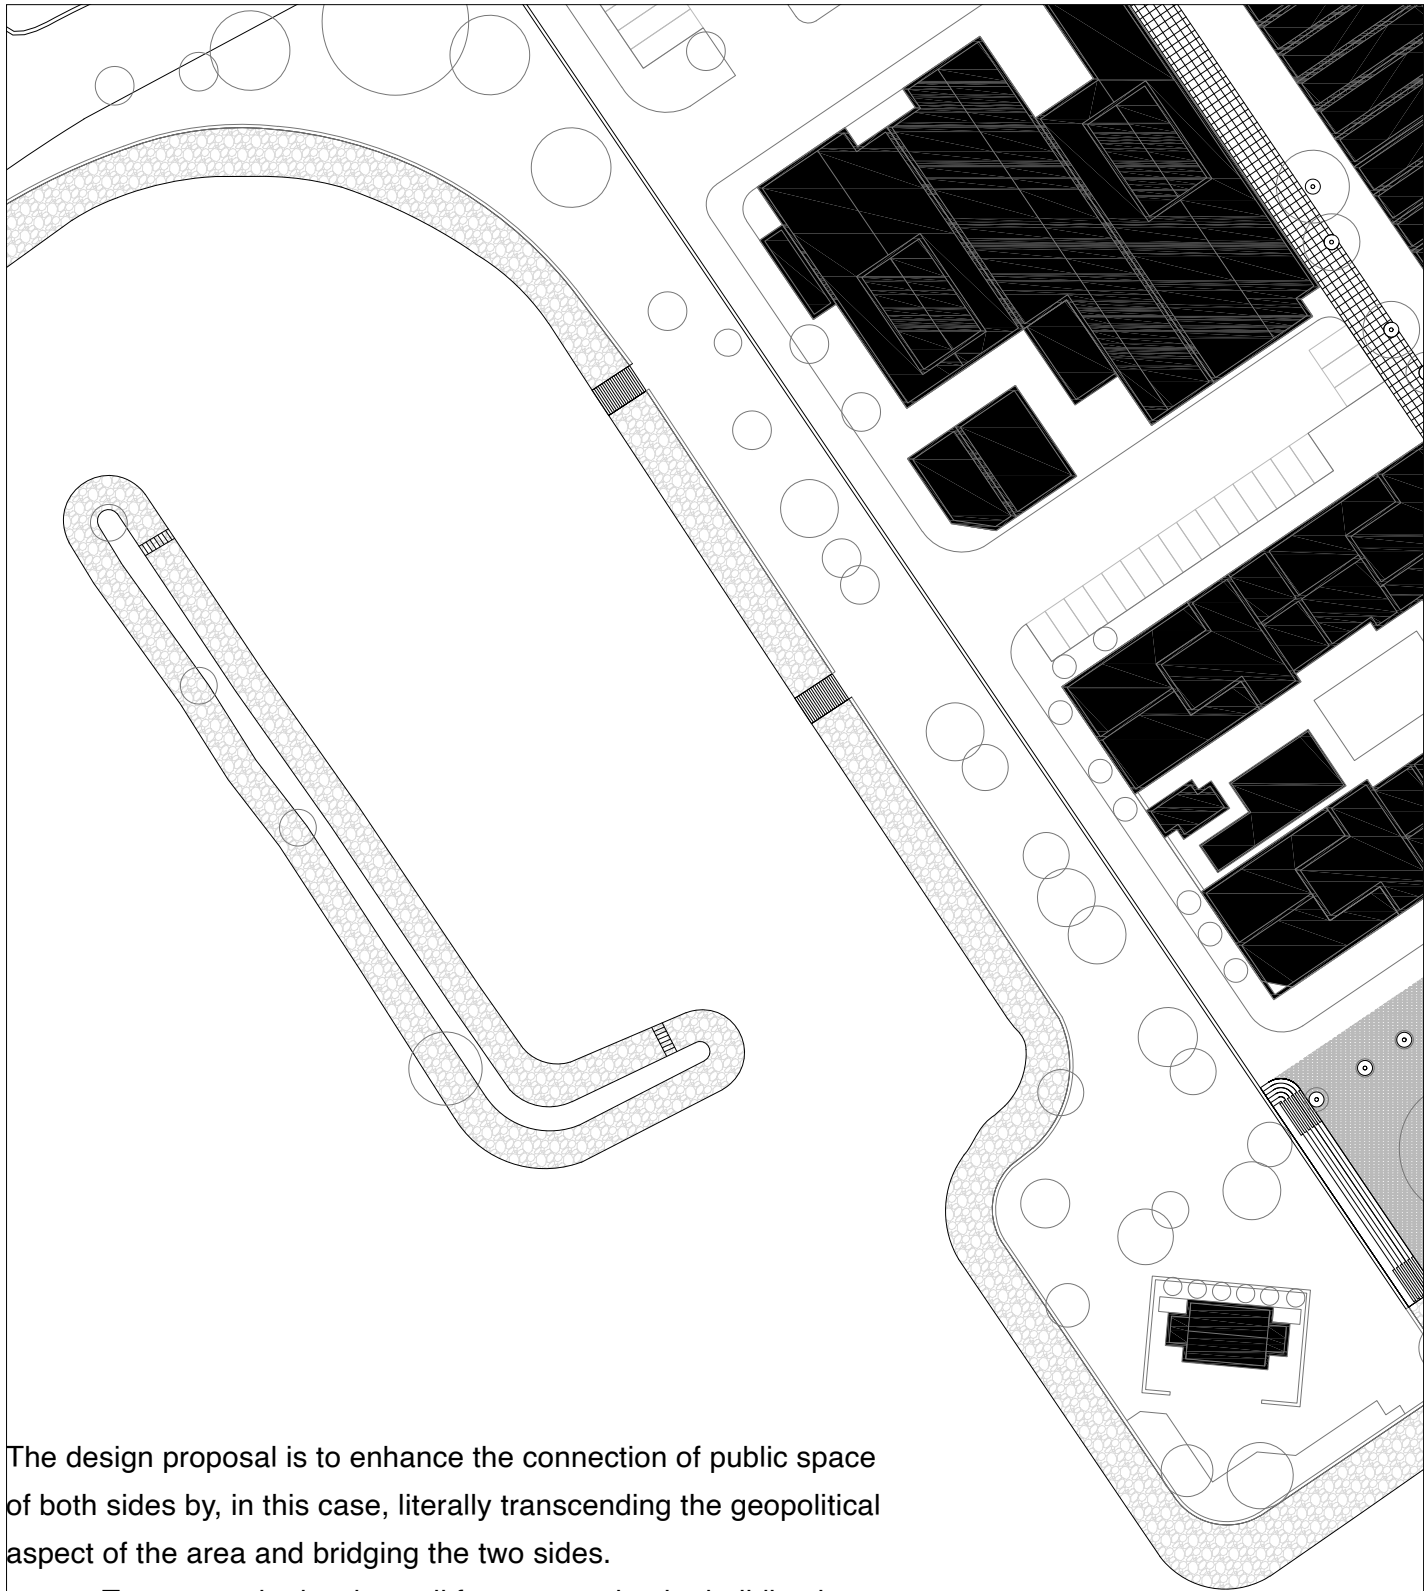 The design proposal is to enhance the connection of public space
of both sides by, in this case, literally transcending the geopolitical
aspect of the area and bridging the two sides.